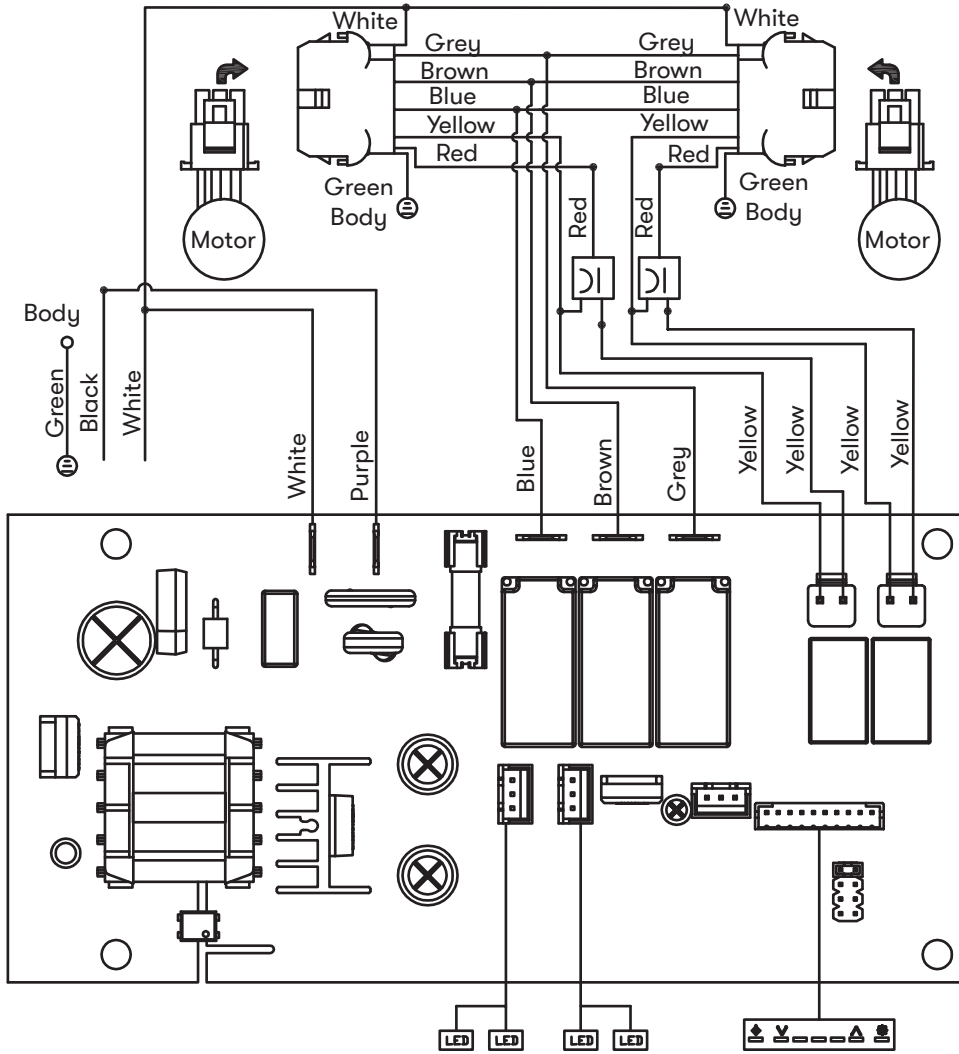 White
White
Grey
Grey
Brown
Brown
Blue
Blue
Yellow
Yellow
Red
Red
Green
Body
Green
Body
Motor
Motor
Red
Red
Body
Green
Black
White
White
Purple
Blue
Brown
Grey
Yellow
Yellow
Yellow
Yellow
LED
LED
LED
LED